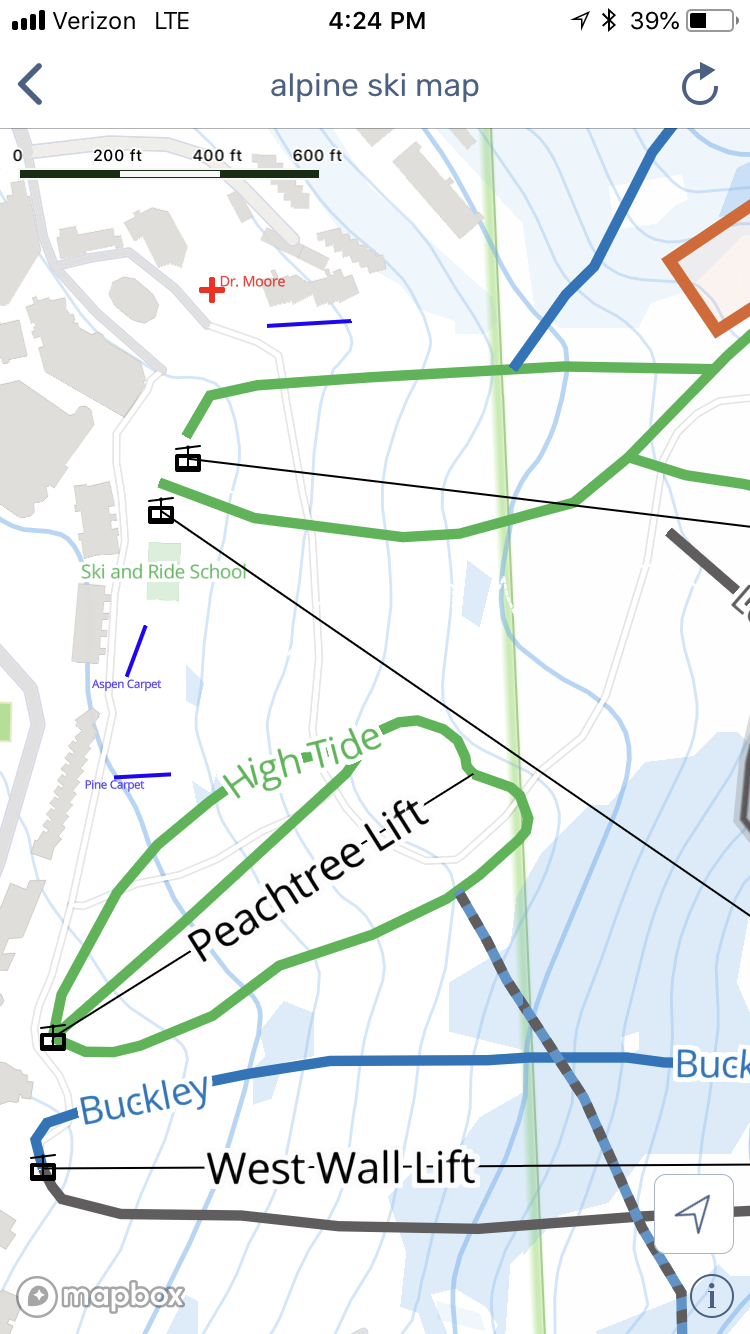 Verizon LTE 4:24 PM 39%
alpine ski map
0 200 ft 400 ft 600 ft
Dr. Moore
Ski and Ride School
Aspen Carpet
Pine Carpet
High Tide
Peachtree Lift
Buckley
Buck
West Wall Lift
mapbox
i